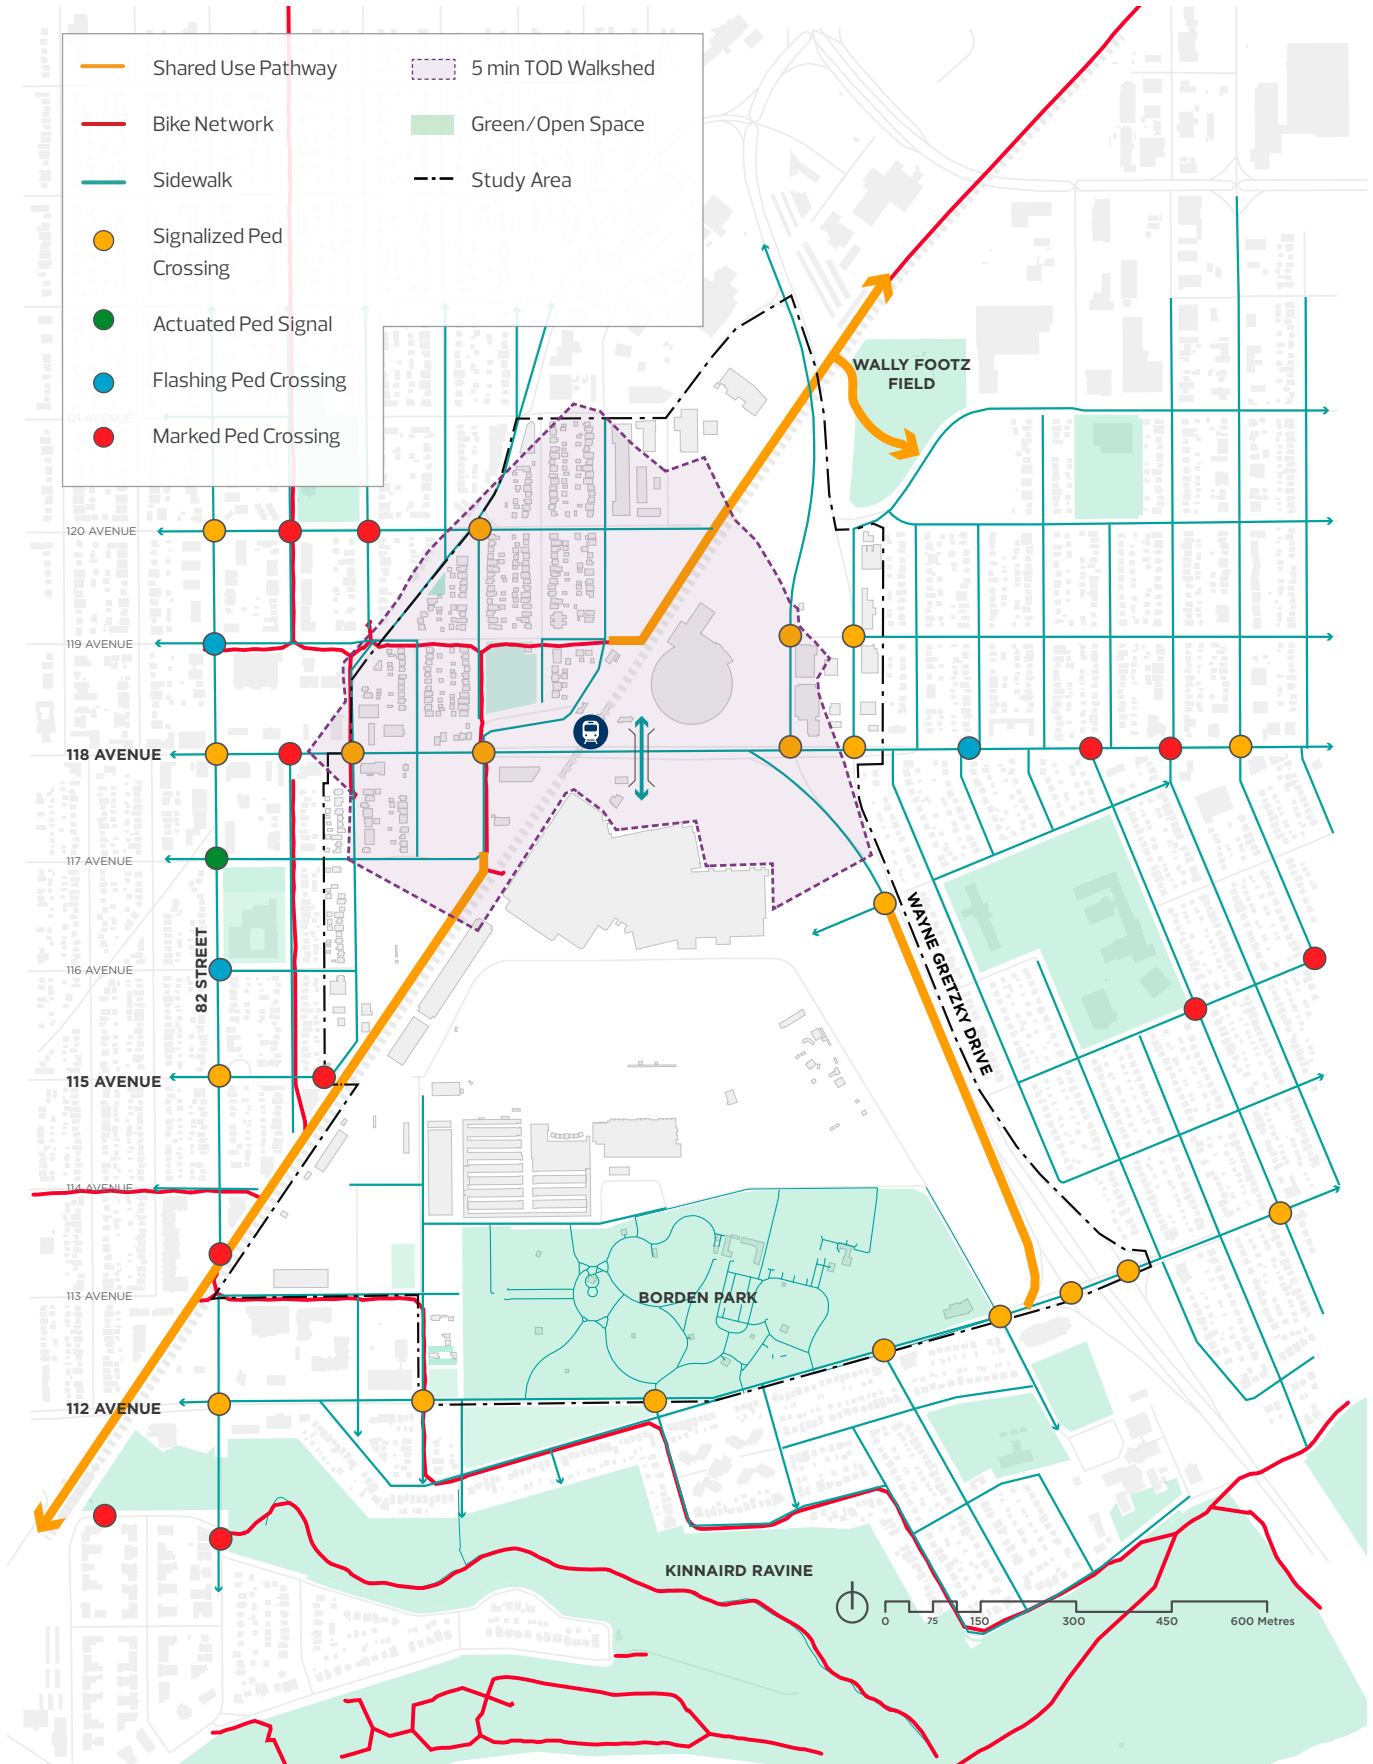 Shared Use Pathway
Bike Network
Sidewalk
Signalized Ped
Crossing
Actuated Ped Signal
Flashing Ped Crossing
Marked Ped Crossing
5 min TOD Walkshed
Green/Open Space
Study Area
WALLY FOOTZ
FIELD
121 AVENUE
120 AVENUE
119 AVENUE
118 AVENUE
117 AVENUE
82 STREET
116 AVENUE
WAYNE GRETZKY DRIVE
115 AVENUE
114 AVENUE
113 AVENUE
BORDEN PARK
112 AVENUE
KINNAIRD RAVINE
0 75 150 300 450 600 Metres